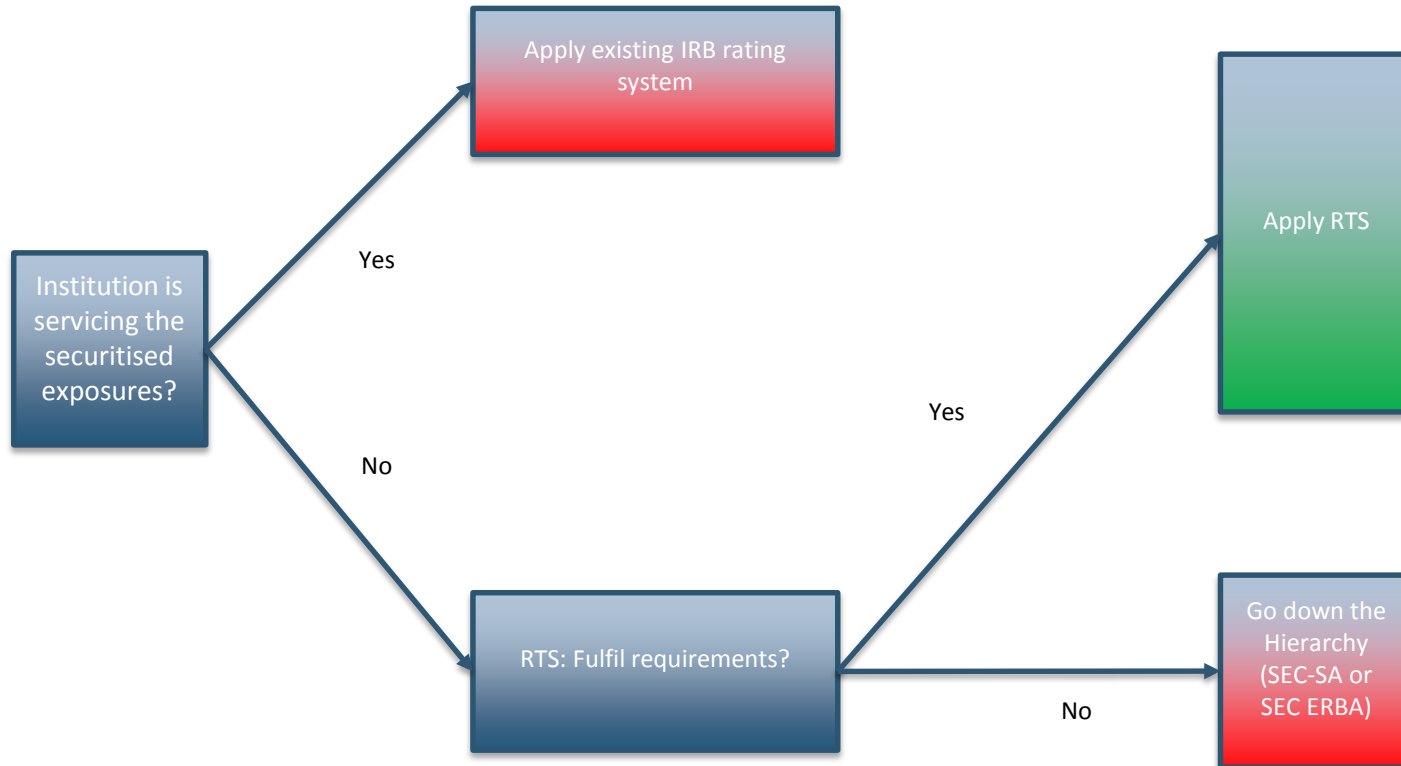 Apply existing IRB rating
system
Apply RTS
Yes
Institution is
servicing the
securitised
exposures?
Yes
No
RTS: Fulfil requirements?
Go down the
Hierarchy
(SEC-SA or
SEC ERBA)
No